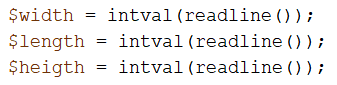 $width = intval(readline());
$length = intval(readline());
$heigth = intval(readline());